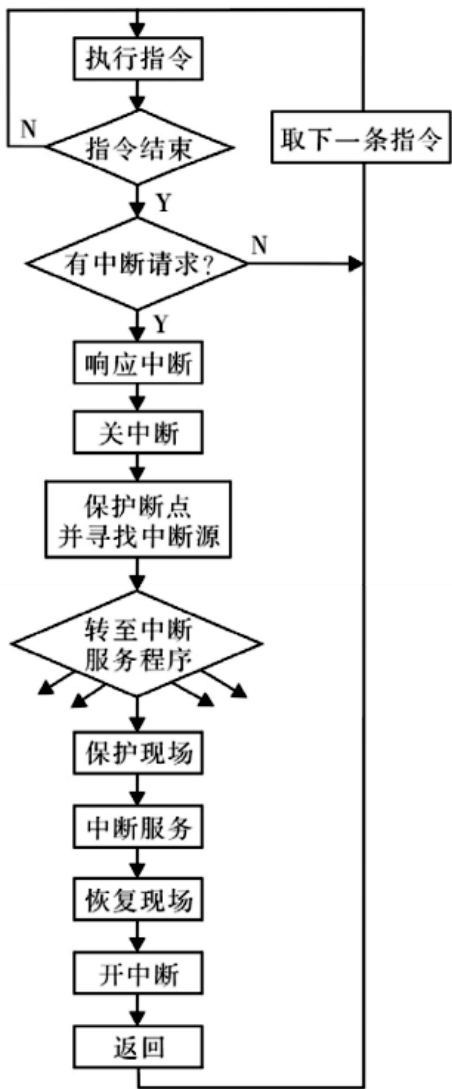 执行指令
N
指令结束
取下一条指令
Y
有中断请求?
N
Y
响应中断
关中断
保护断点
并寻找中断源
转至中断
服务程序
保护现场
中断服务
恢复现场
开中断
返回